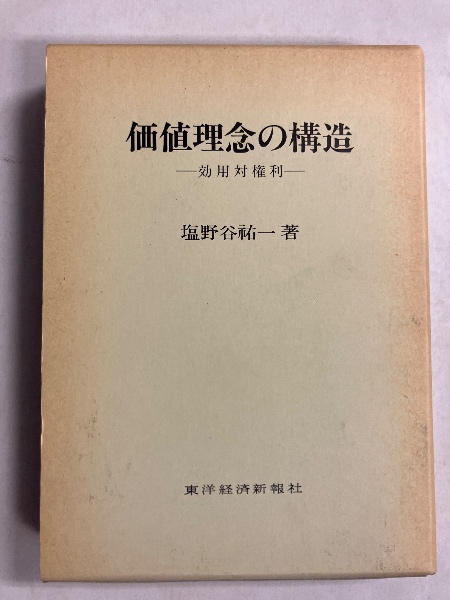 価値理念の構造
—効用対権利—
塩野谷祐一著
東洋経済新報社